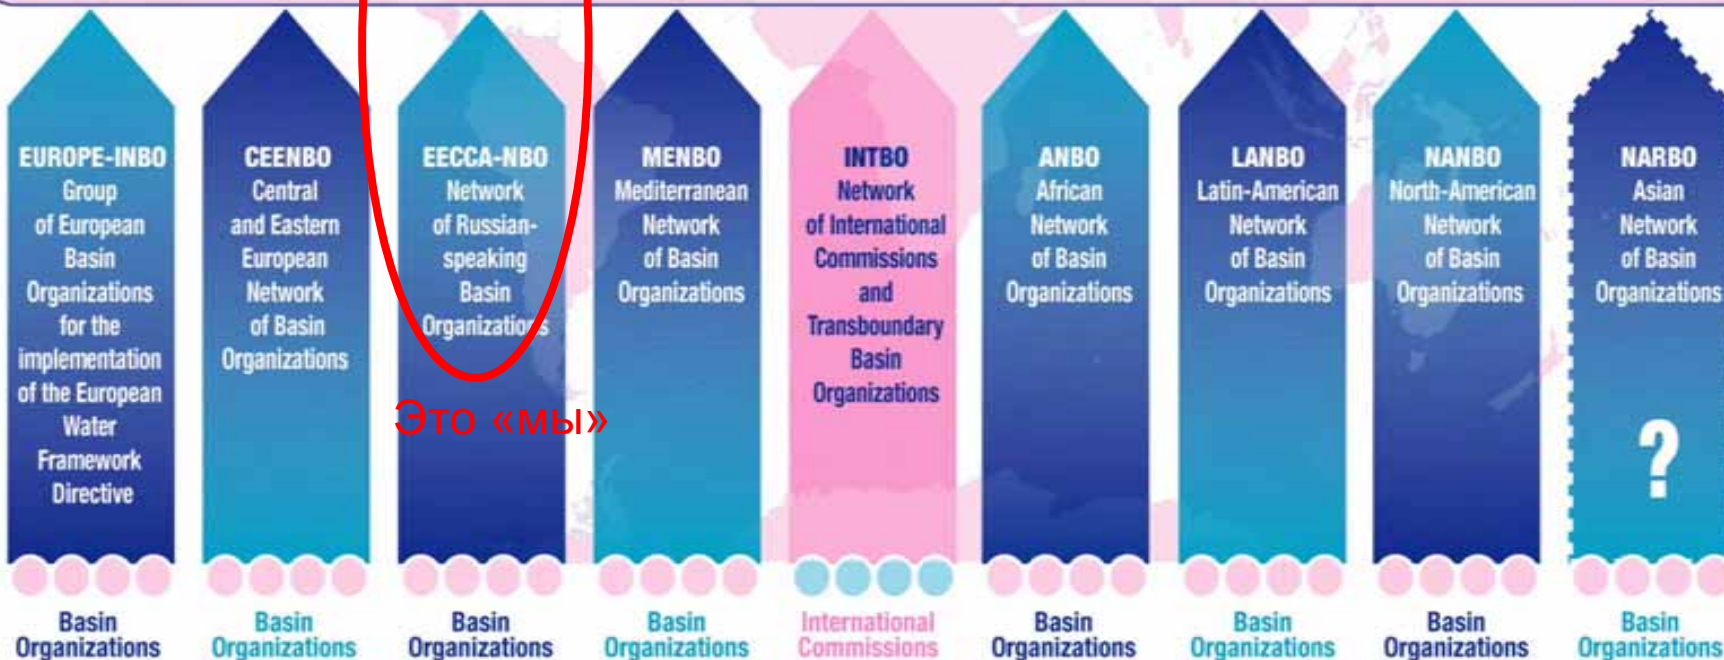 EUROPE-INBO
Group
of European
Basin
Organizations
for the
implementation
of the European
Water
Framework
Directive
Basin
Organizations
CEENBO
Central
and Eastern
European
Network
of Basin
Organizations
Basin
Organizations
EECCA-NBO
Network
of Russian-
speaking
Basin
Organizations
Это «мы»
Basin
Organizations
MENBO
Mediterranean
Network
of Basin
Organizations
Basin
Organizations
INTBO
Network
of International
Commissions
and
Transboundary
Basin
Organizations
International
Commissions
ANBO
African
Network
of Basin
Organizations
Basin
Organizations
LANBO
Latin-American
Network
of Basin
Organizations
Basin
Organizations
NANBO
North-American
Network
of Basin
Organizations
Basin
Organizations
NARBO
Asian
Network
of Basin
Organizations
?
Basin
Organizations